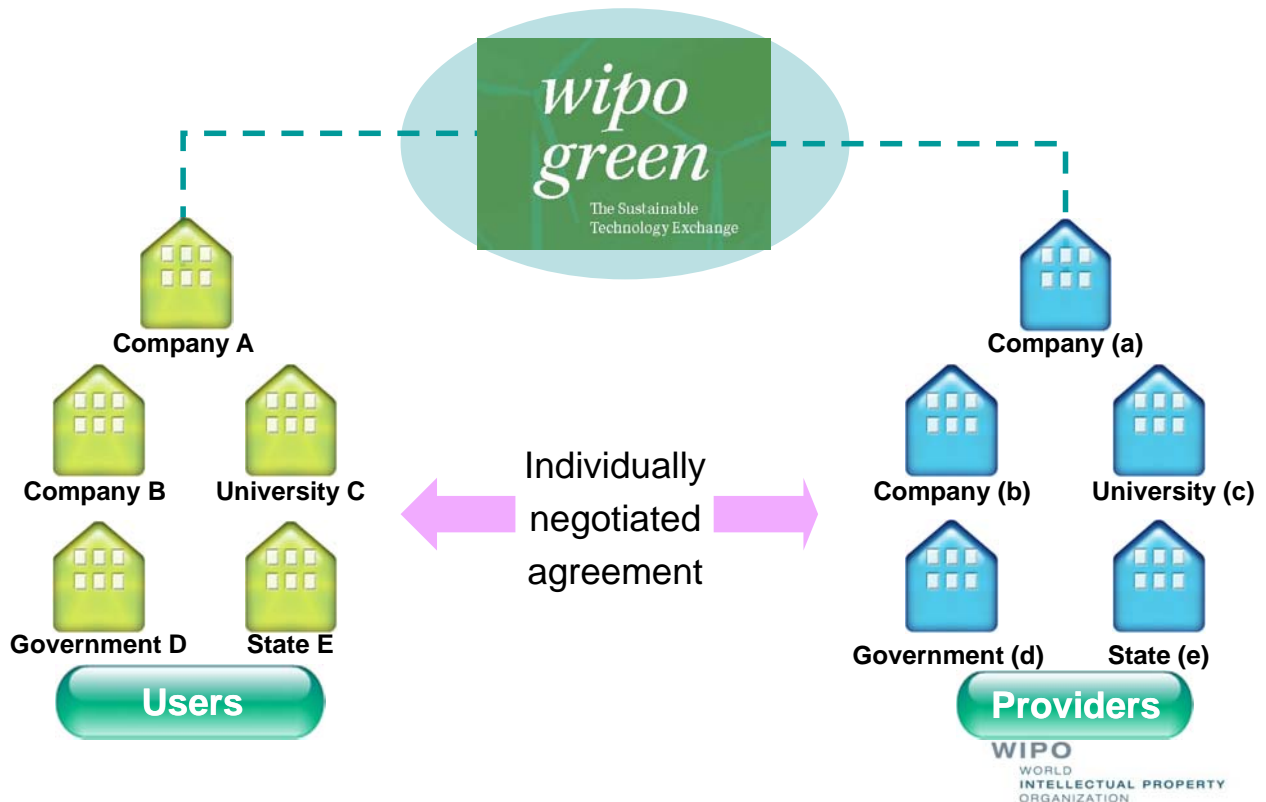 wipo
green
The Sustainable
Technology Exchange
Company A
Company (a)
Company B
University C
Individually
negotiated
agreement
Company (b)
University (c)
Government D
State E
Government (d)
State (e)
Users
Providers
WIPO
WORLD
INTELLECTUAL PROPERTY
ORGANIZATION